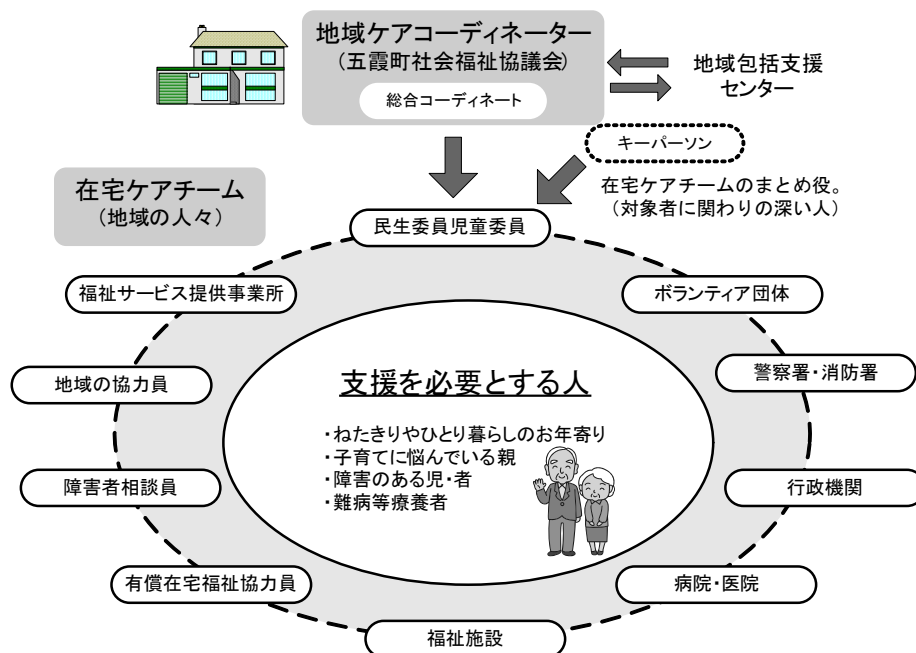 地域ケアコーディネーター
(五霞町社会福祉協議会)
総合コーディネート
地域包括支援
センター
キーパーソン
在宅ケアチームのまとめ役。
(対象者に関わりの深い人)
在宅ケアチーム
(地域の人々)
民生委員児童委員
福祉サービス提供事業所
ボランティア団体
地域の協力員
警察署・消防署
支援を必要とする人
・ねたきりやひとり暮らしのお年寄り
・子育てに悩んでいる親
・障害のある児・者
・難病等療養者
障害者相談員
行政機関
有償在宅福祉協力員
病院・医院
福祉施設